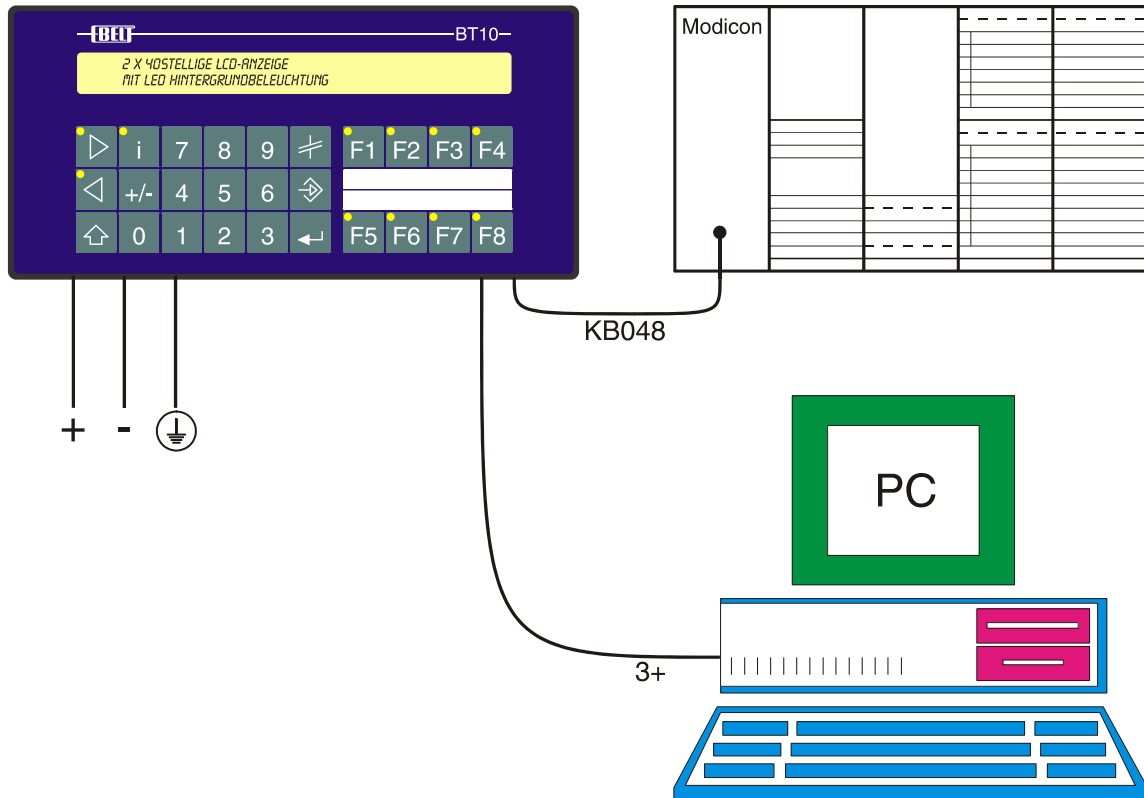 EBELT
BT10
2 X 40STELLIGE LCD-ANZEIGE
MIT LED HINTERGRUNDBELEUCHTUNG
i 7 8 9 F1 F2 F3 F4
+/- 4 5 6
0 1 2 3 F5 F6 F7 F8
Modicon
KB048
+ -
PC
3+